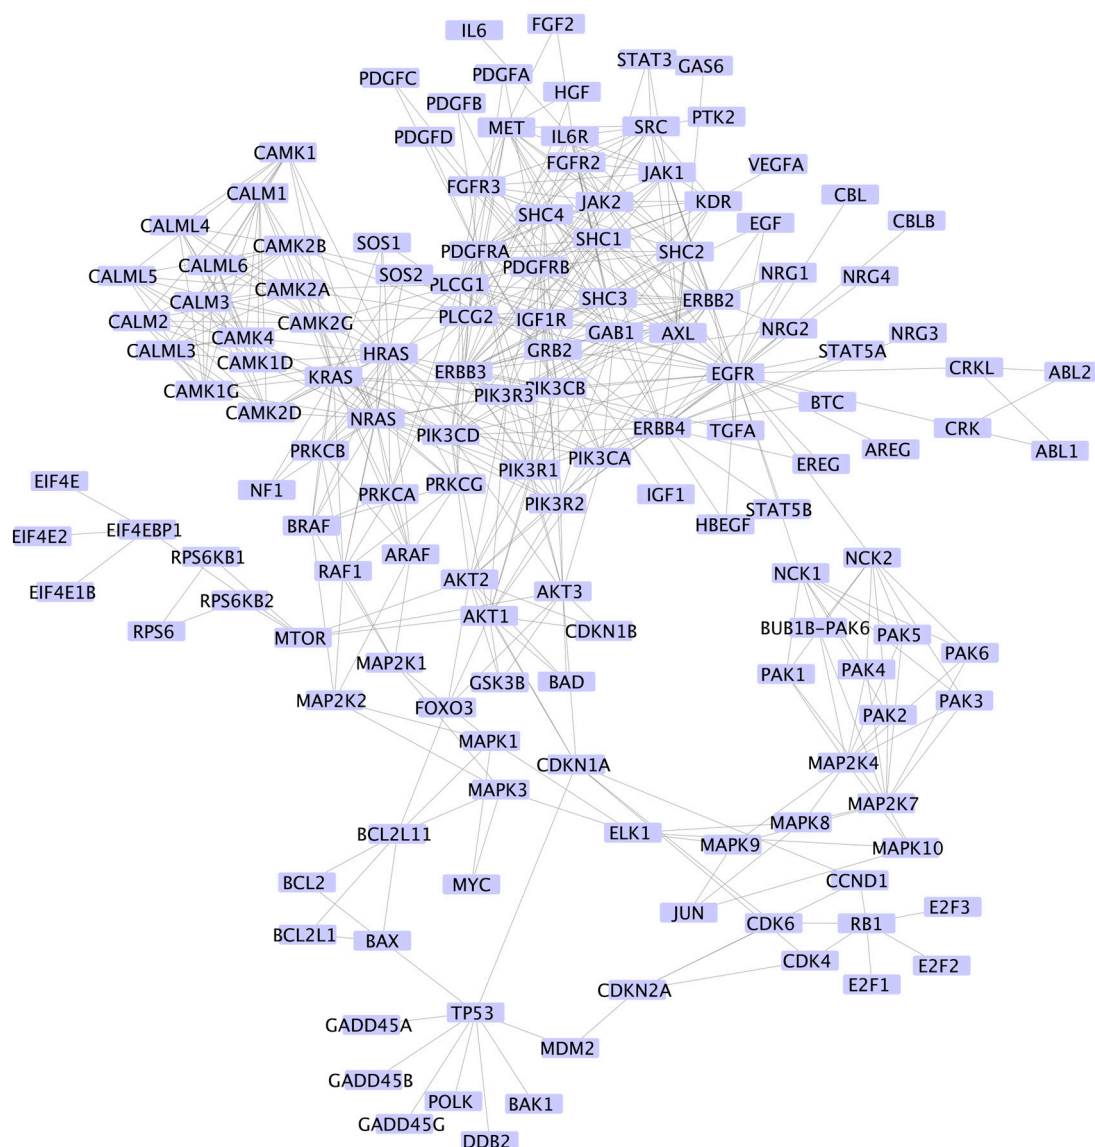 FGF2
IL6
STAT3
GAS6
PDGFA
PDGFC
HGF
PDGFB
PTK2
MET
SRC
PDGFD
IL6R
CAMK1
FGFR2
VEGFA
JAK1
FGFR3
CALM1
CBL
JAK2
KDR
SHC4
CBLB
CALML4
EGF
SHC1
CAMK2B
SOS1
PDGFRA
SHC2
CALML6
PDGFRB
NRG1
NRG4
CALML5
SOS2
PLCG1
CAMK2A
CALM3
SHC3
ERBB2
PLCG2
IGF1R
CALM2
CAMK2G
NRG2
CAMK4
GAB1
AXL
NRG3
CALML3
GRB2
STAT5A
HRAS
CAMK1D
ERBB3
EGFR
CRKL
ABL2
KRAS
CAMK1G
PIK3R3
PIK3CB
BTC
CAMK2D
NRAS
PIK3CD
ERBB4
TGFA
CRK
PRKCB
PIK3CA
AREG
ABL1
PIK3R1
EREG
EIF4E
PRKCG
NF1
PRKCA
IGF1
PIK3R2
STAT5B
HBEGF
EIF4EBP1
BRAF
EIF4E2
RPS6KB1
ARAF
NCK2
RAF1
NCK1
AKT2
EIF4E1B
AKT3
RPS6KB2
AKT1
RPS6
MTOR
CDKN1B
BUB1B-PAK6
PAK5
PAK6
MAP2K1
PAK4
PAK1
GSK3B
BAD
MAP2K2
FOXO3
PAK3
PAK2
MAPK1
CDKN1A
MAP2K4
MAPK3
MAP2K7
MAPK8
BCL2L11
ELK1
MAPK9
MAPK10
BCL2
MYC
CCND1
JUN
E2F3
CDK6
RB1
BCL2L1
BAX
CDK4
E2F2
E2F1
CDKN2A
TP53
GADD45A
MDM2
GADD45B
POLK
BAK1
GADD45G
DDB2